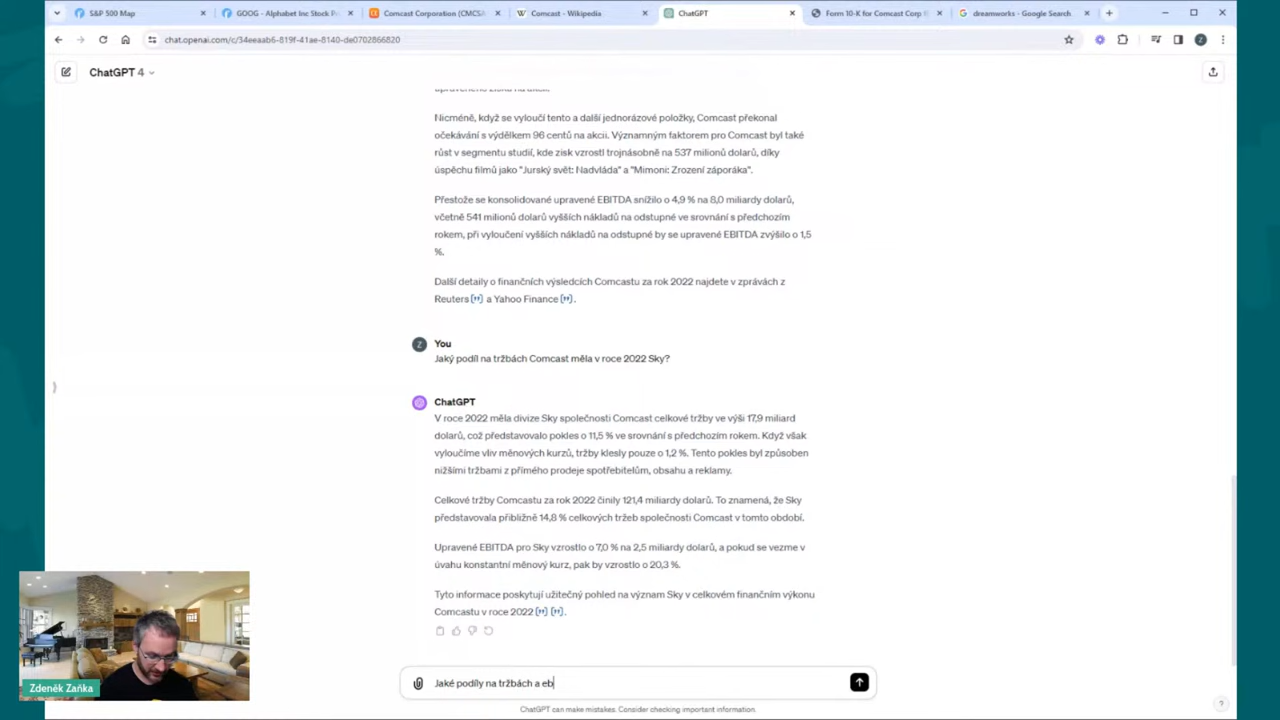 S&P 500 Map
GOOG - Alphabet Inc Stock P
Comcast Corporation (CMCSA
Comcast - Wikipedia
ChatGPT
Form 10-K for Comcast Corp
dreamworks - Google Search
chat.openai.com/c/34eeaab6-819f-41ae-8140-de0702866820
Z
ChatGPT 4
Nicméně, když se vyloučí tento a další jednorázové položky, Comcast překonal
očekávání s výdělkem 96 centů na akcii. Významným faktorem pro Comcast byl také
růst v segmentu studií, kde zisk vzrostl trojnásobně na 537 milionů dolarů, díky
úspěchu filmů jako "Jurský svět: Nadvláda" a "Mimoni: Zrození záporáka".
Přestože se konsolidované upravené EBITDA snížilo o 4,9 % na 8,0 miliardy dolarů,
včetně 541 milionů dolarů vyšších nákladů na odstupné ve srovnání s předchozím
rokem, při vyloučení vyšších nákladů na odstupné by se upravené EBITDA zvýšilo o 1,5
%.
Další detaily o finančních výsledcích Comcastu za rok 2022 najdete v zprávách z
Reuters ["] a Yahoo Finance ["].
Z
You
Jaký podíl na tržbách Comcast měla v roce 2022 Sky?
ChatGPT
V roce 2022 měla divize Sky společnosti Comcast celkové tržby ve výši 17,9 miliard
dolarů, což představovalo pokles o 11,5 % ve srovnání s předchozím rokem. Když však
vyloučíme vliv měnových kurzů, tržby klesly pouze o 1,2 %. Tento pokles byl způsoben
nižšími tržbami z přímého prodeje spotřebitelům, obsahu a reklamy.
Celkové tržby Comcastu za rok 2022 činily 121,4 miliardy dolarů. To znamená, že Sky
představovala přibližně 14,8 % celkových tržeb společnosti Comcast v tomto období.
Upravené EBITDA pro Sky vzrostlo o 7,0 % na 2,5 miliardy dolarů, a pokud se vezme v
úvahu konstantní měnový kurz, pak by vzrostlo o 20,3 %.
Tyto informace poskytují užitečný pohled na význam Sky v celkovém finančním výkonu
Comcastu v roce 2022 ["] ["].
Jaké podíly na tržbách a eb
ChatGPT can make mistakes. Consider checking important information.
?
Zdeněk Zaňka